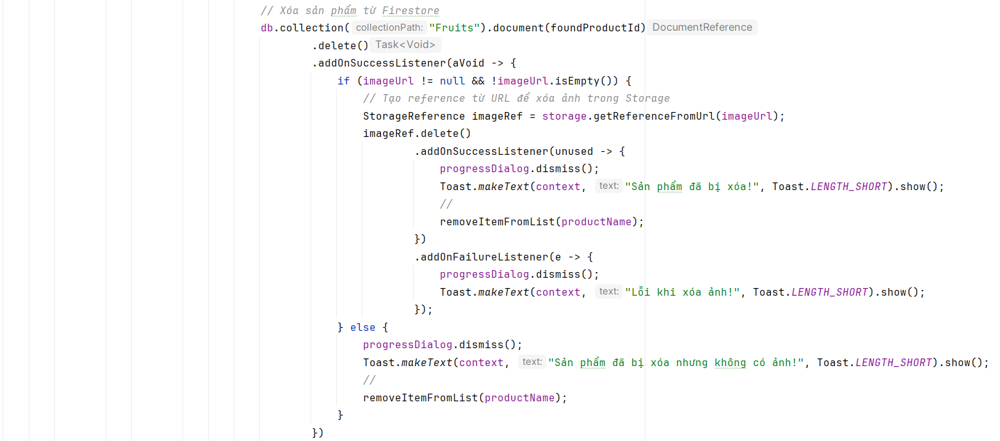 // Xóa sản phẩm từ Firestore
db.collection( collectionPath: "Fruits").document(foundProductId) DocumentReference
.delete() Task<Void>
.addOnSuccessListener(aVoid -> {
if (imageUrl != null && !imageUrl.isEmpty()) {
// Tạo reference từ URL để xóa ảnh trong Storage
StorageReference imageRef = storage.getReferenceFromUrl(imageUrl);
imageRef.delete()
.addOnSuccessListener(unused -> {
progressDialog.dismiss();
Toast.makeText(context, text: "Sản phẩm đã bị xóa!", Toast.LENGTH_SHORT).show();
//
removeItemFromList(productName);
})
.addOnFailureListener(e -> {
progressDialog.dismiss();
Toast.makeText(context, text: "Lỗi khi xóa ảnh!", Toast.LENGTH_SHORT).show();
});
} else {
progressDialog.dismiss();
Toast.makeText(context, text: "Sản phẩm đã bị xóa nhưng không có ảnh!", Toast.LENGTH_SHORT).show();
//
removeItemFromList(productName);
}
})